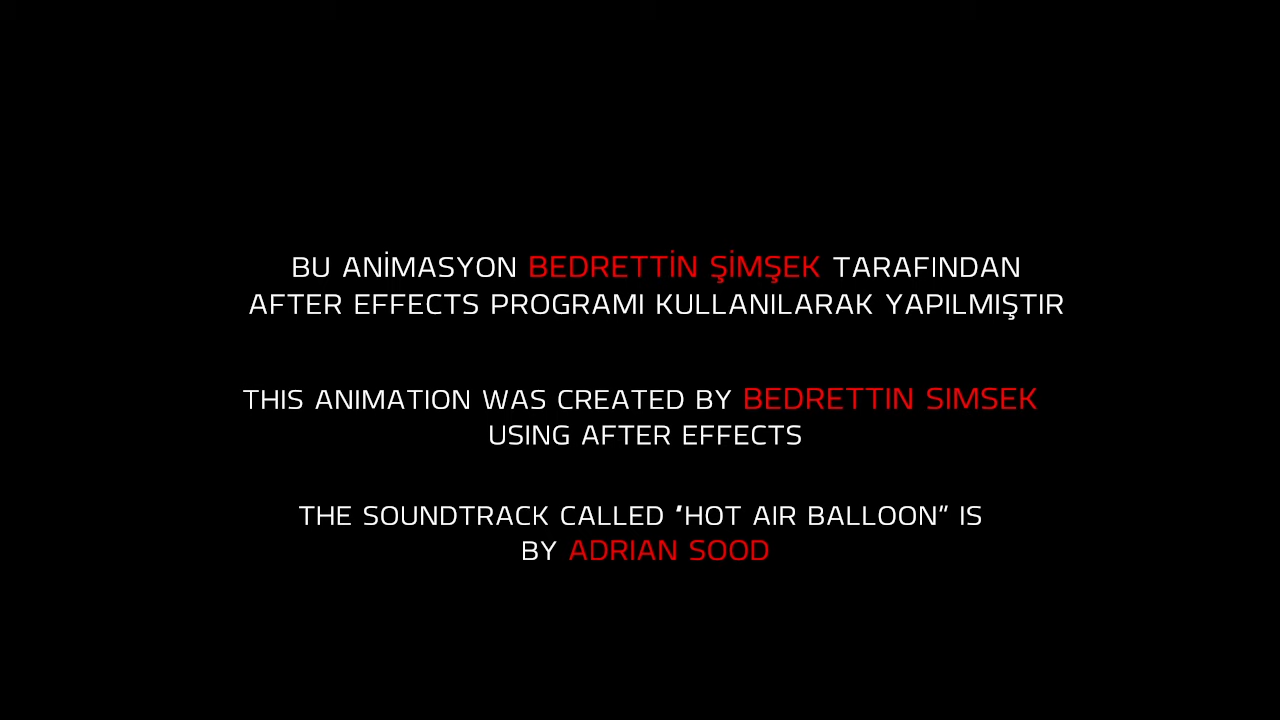 BU ANİMASYON BEDRETTİN ŞİMŞEK TARAFINDAN
AFTER EFFECTS PROGRAMI KULLANILARAK YAPILMIŞTIR
THIS ANIMATION WAS CREATED BY BEDRETTIN SIMSEK
USING AFTER EFFECTS
THE SOUNDTRACK CALLED “HOT AIR BALLOON” IS
BY ADRIAN SOOD